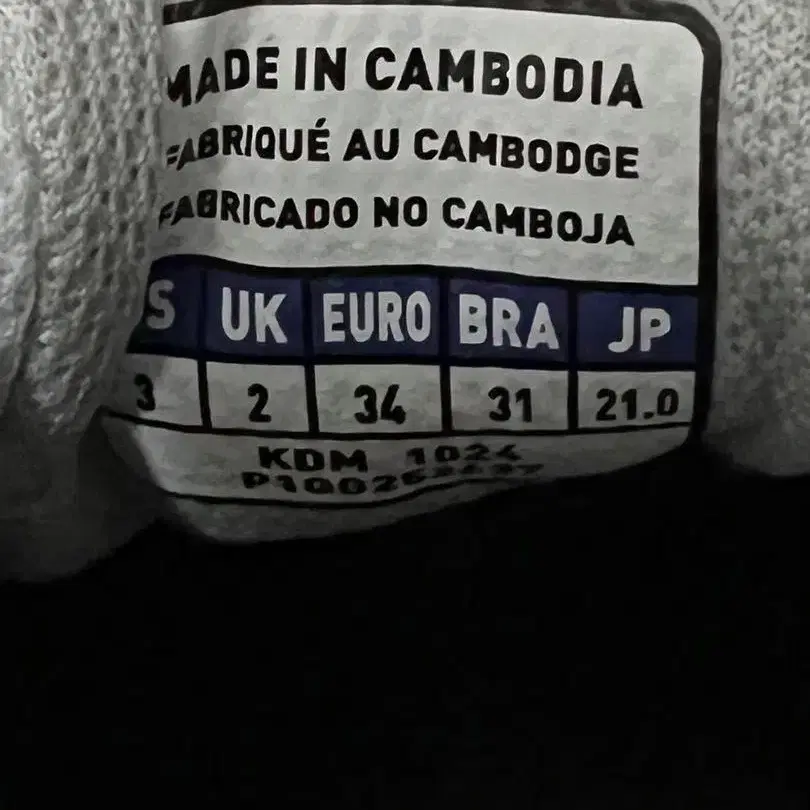 MADE IN CAMBODIA
FABRIQUÉ AU CAMBODGE
FABRICADO NO CAMBOJA
S UK EURO BRA JP
3 2 34 31 21.0
KDM 1024